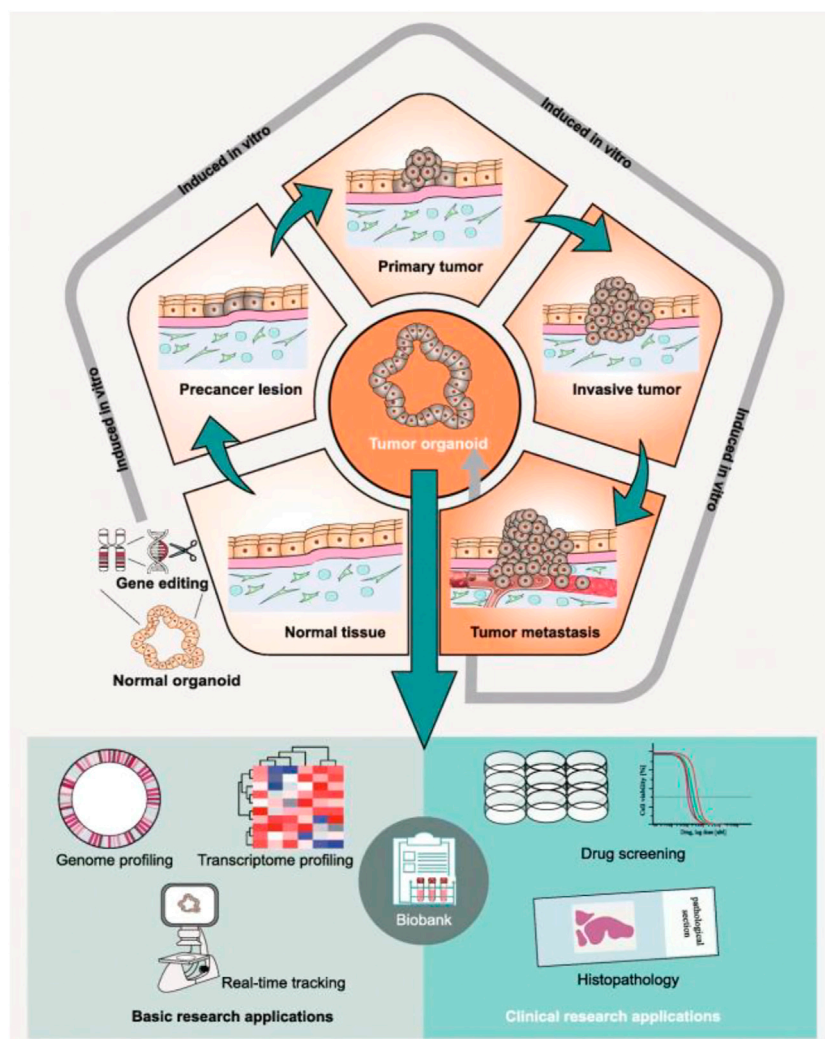 Induced in vitro
Induced in vitro
Primary tumor
Precancer lesion
Invasive tumor
Induced in vitro
Tumor organoid
Induced in vitro
Gene editing
Normal tissue
Tumor metastasis
Normal organoid
Genome profiling
Transcriptome profiling
Cell viability [%]
Drug, log dose [nM]
Drug screening
Biobank
pathological
section
Real-time tracking
Histopathology
Basic research applications
Clinical research applications